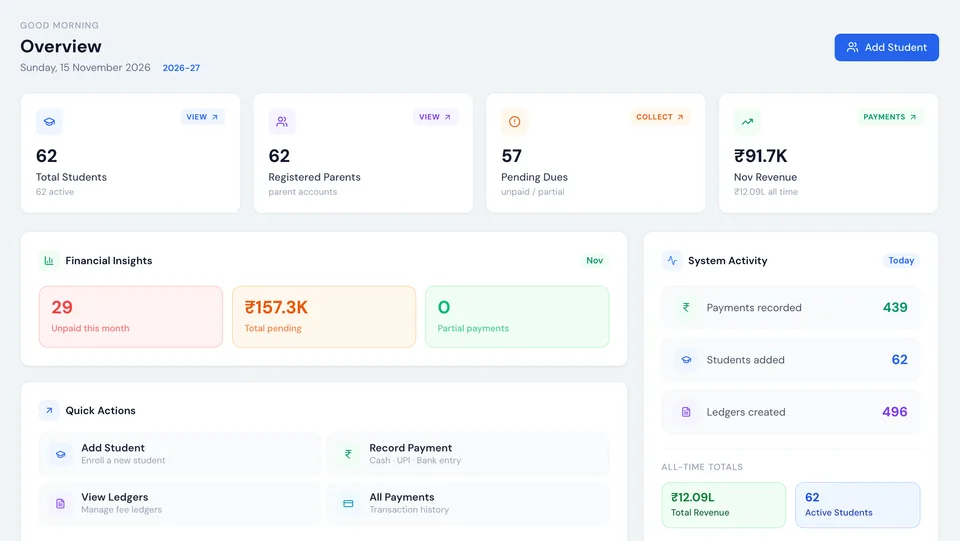 GOOD MORNING
Overview
Sunday, 15 November 2026 2026-27
Add Student
VIEW
62
Total Students
62 active
VIEW
62
Registered Parents
parent accounts
COLLECT
57
Pending Dues
unpaid / partial
PAYMENTS
₹91.7K
Nov Revenue
₹12.09L all time
Financial Insights
Nov
29
Unpaid this month
₹157.3K
Total pending
0
Partial payments
Quick Actions
Add Student
Enroll a new student
Record Payment
Cash · UPI · Bank entry
View Ledgers
Manage fee ledgers
All Payments
Transaction history
System Activity
Today
₹ Payments recorded 439
Students added 62
Ledgers created 496
ALL-TIME TOTALS
₹12.09L
Total Revenue
62
Active Students